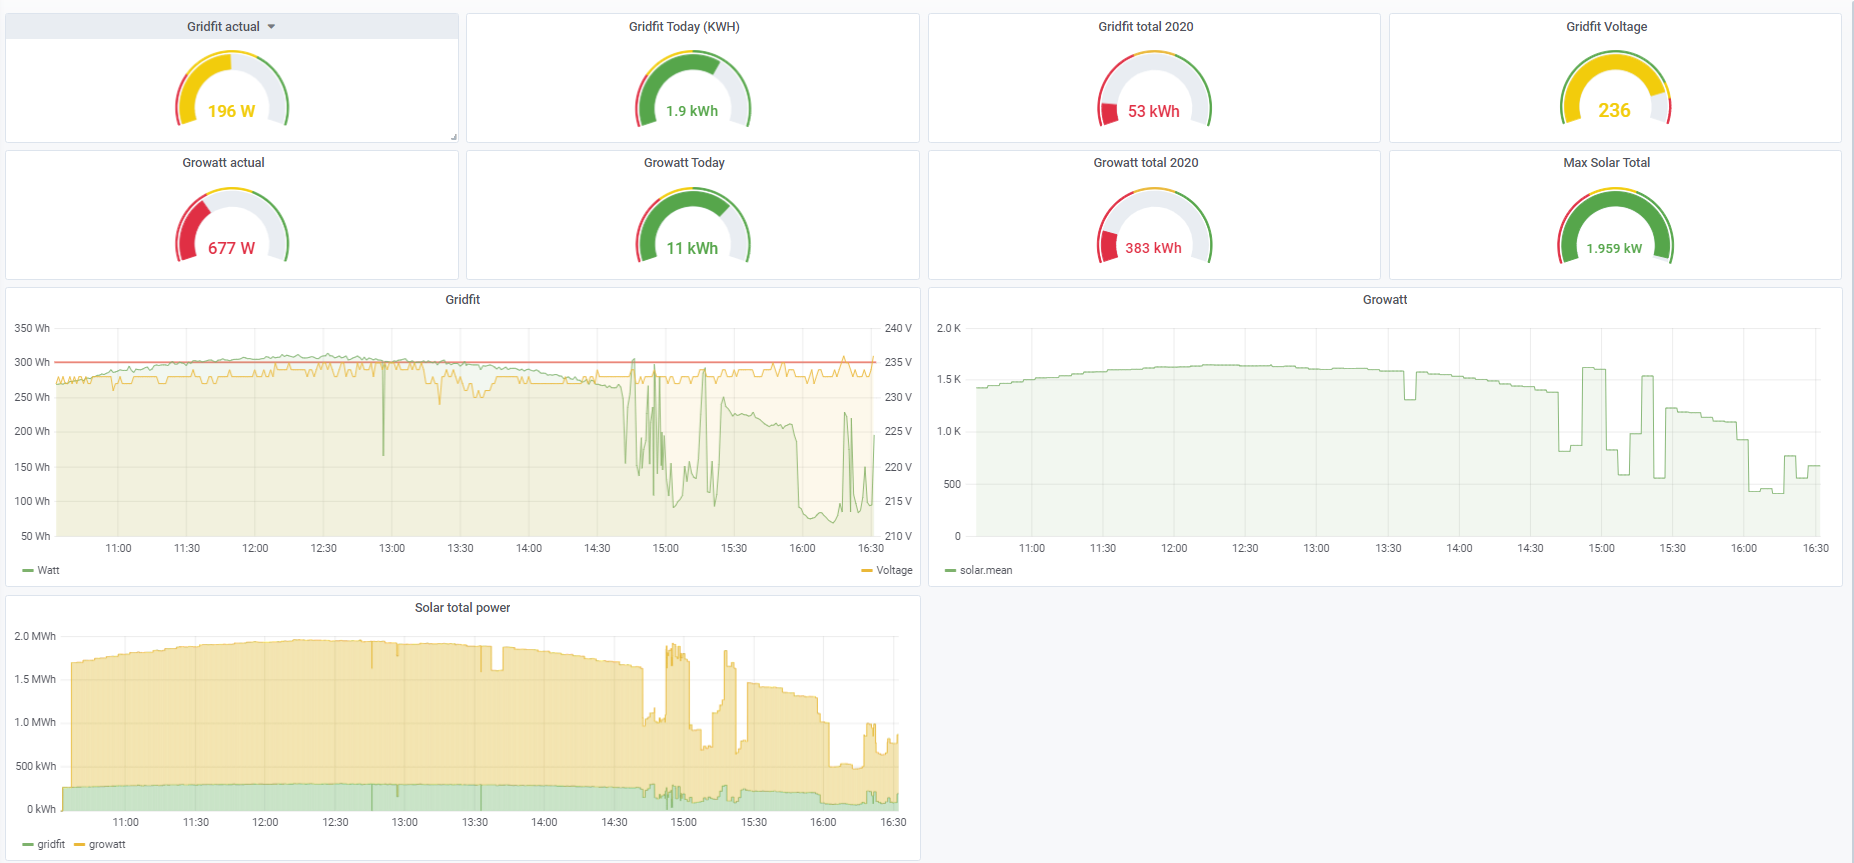 Gridfit actual
Gridfit Today (KWH)
Gridfit total 2020
Gridfit Voltage
196 W
1.9 kWh
53 kWh
236
Growatt actual
Growatt Today
Growatt total 2020
Max Solar Total
677 W
11 kWh
383 kWh
1.959 kW
Gridfit
350 Wh
300 Wh
250 Wh
200 Wh
150 Wh
100 Wh
50 Wh
240 V
235 V
230 V
225 V
220 V
215 V
210 V
11:00 11:30 12:00 12:30 13:00 13:30 14:00 14:30 15:00 15:30 16:00 16:30
Watt
Voltage
Growatt
2.0 K
1.5 K
1.0 K
500
0
11:00 11:30 12:00 12:30 13:00 13:30 14:00 14:30 15:00 15:30 16:00 16:30
solar.mean
Solar total power
2.0 MWh
1.5 MWh
1.0 MWh
500 kWh
0 kWh
11:00 11:30 12:00 12:30 13:00 13:30 14:00 14:30 15:00 15:30 16:00 16:30
gridfit growatt